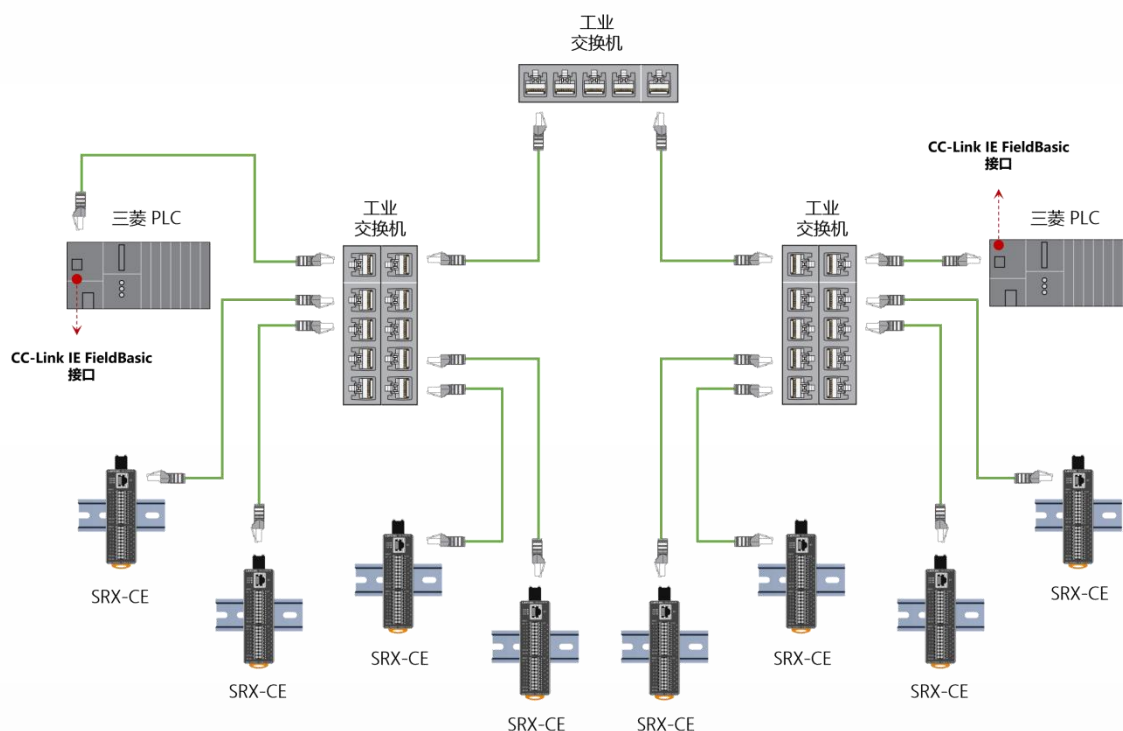 工业
交换机
CC-Link IE FieldBasic
接口
三菱 PLC
工业
交换机
工业
交换机
三菱 PLC
CC-Link IE FieldBasic
接口
SRX-CE
SRX-CE
SRX-CE
SRX-CE
SRX-CE
SRX-CE
SRX-CE
SRX-CE